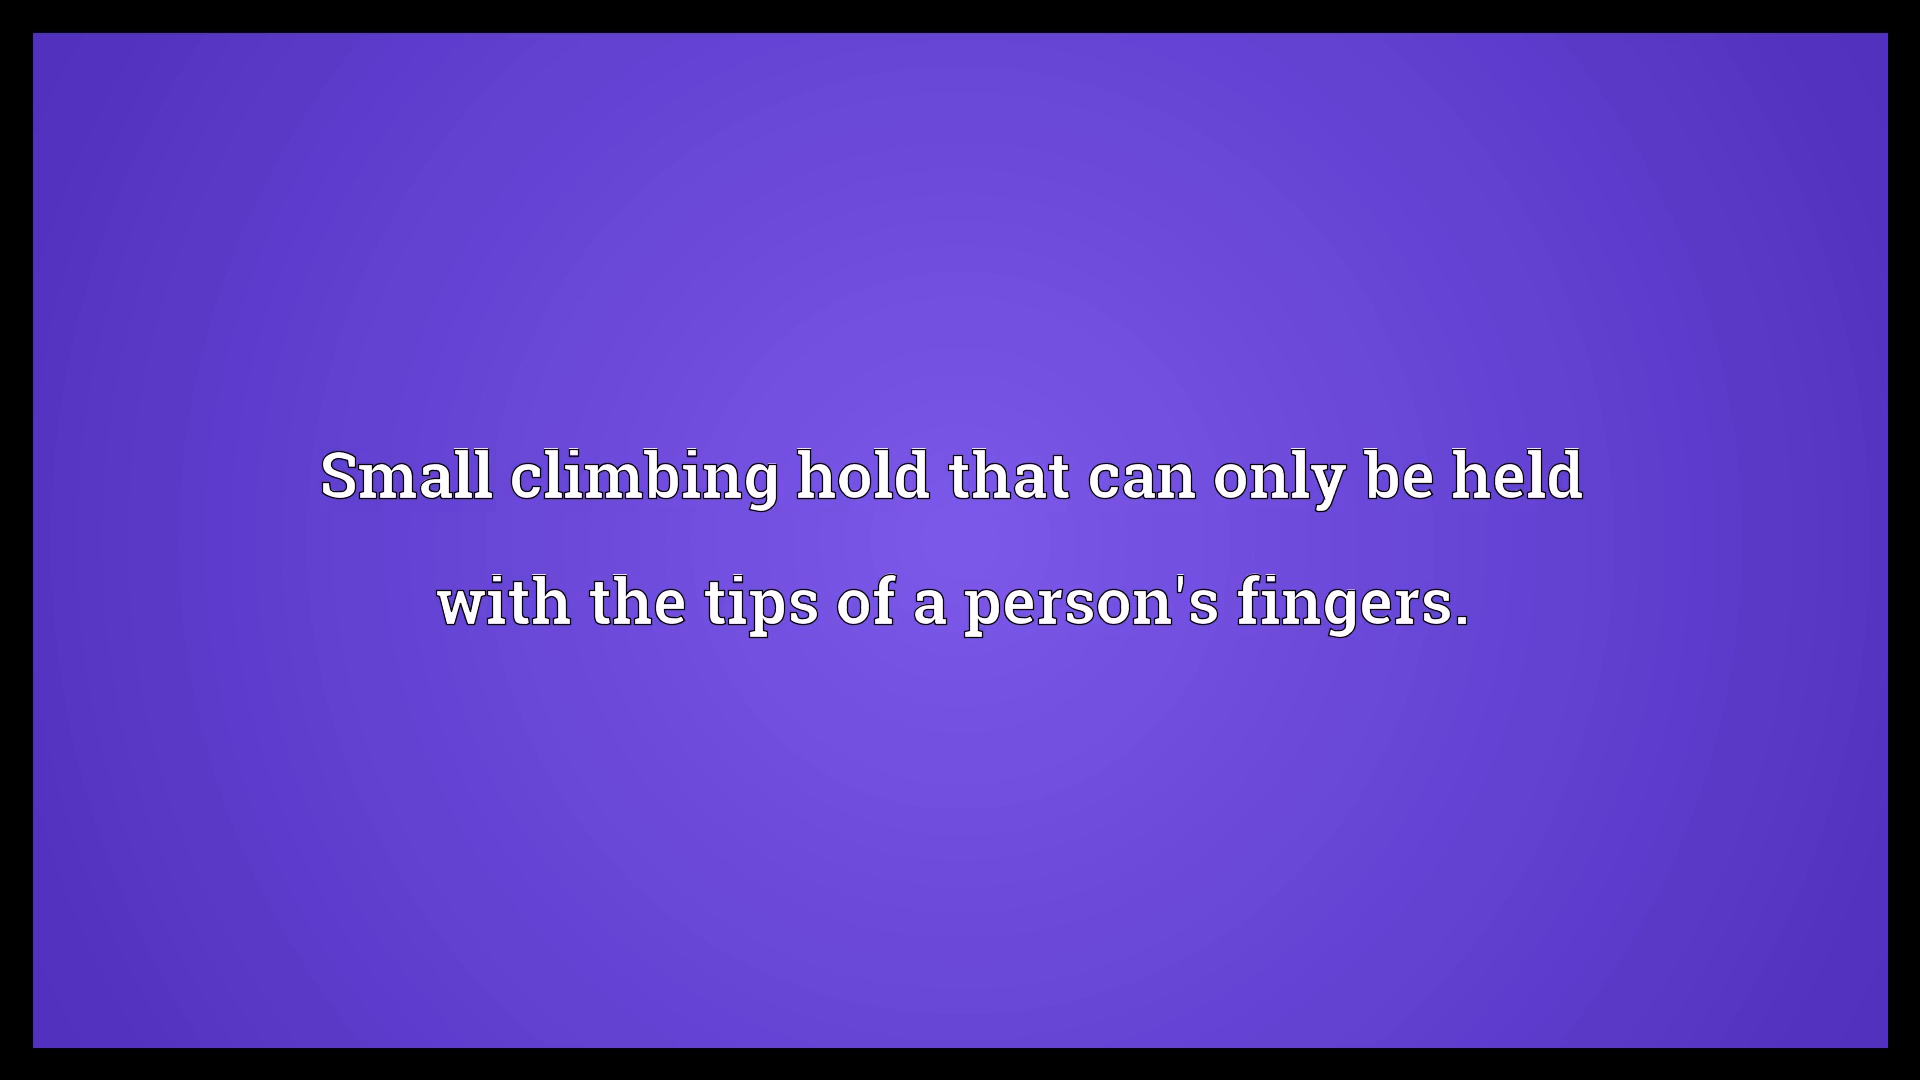 Small climbing hold that can only be held
with the tips of a person's fingers.